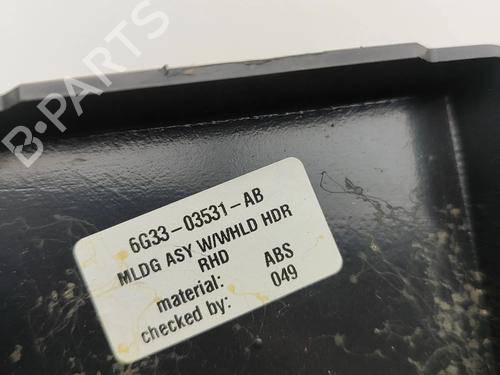 B-PARTS
6G33-03531-AB
MLDG ASY W/WHLD HDR
RHD
material: ABS
checked by: 049